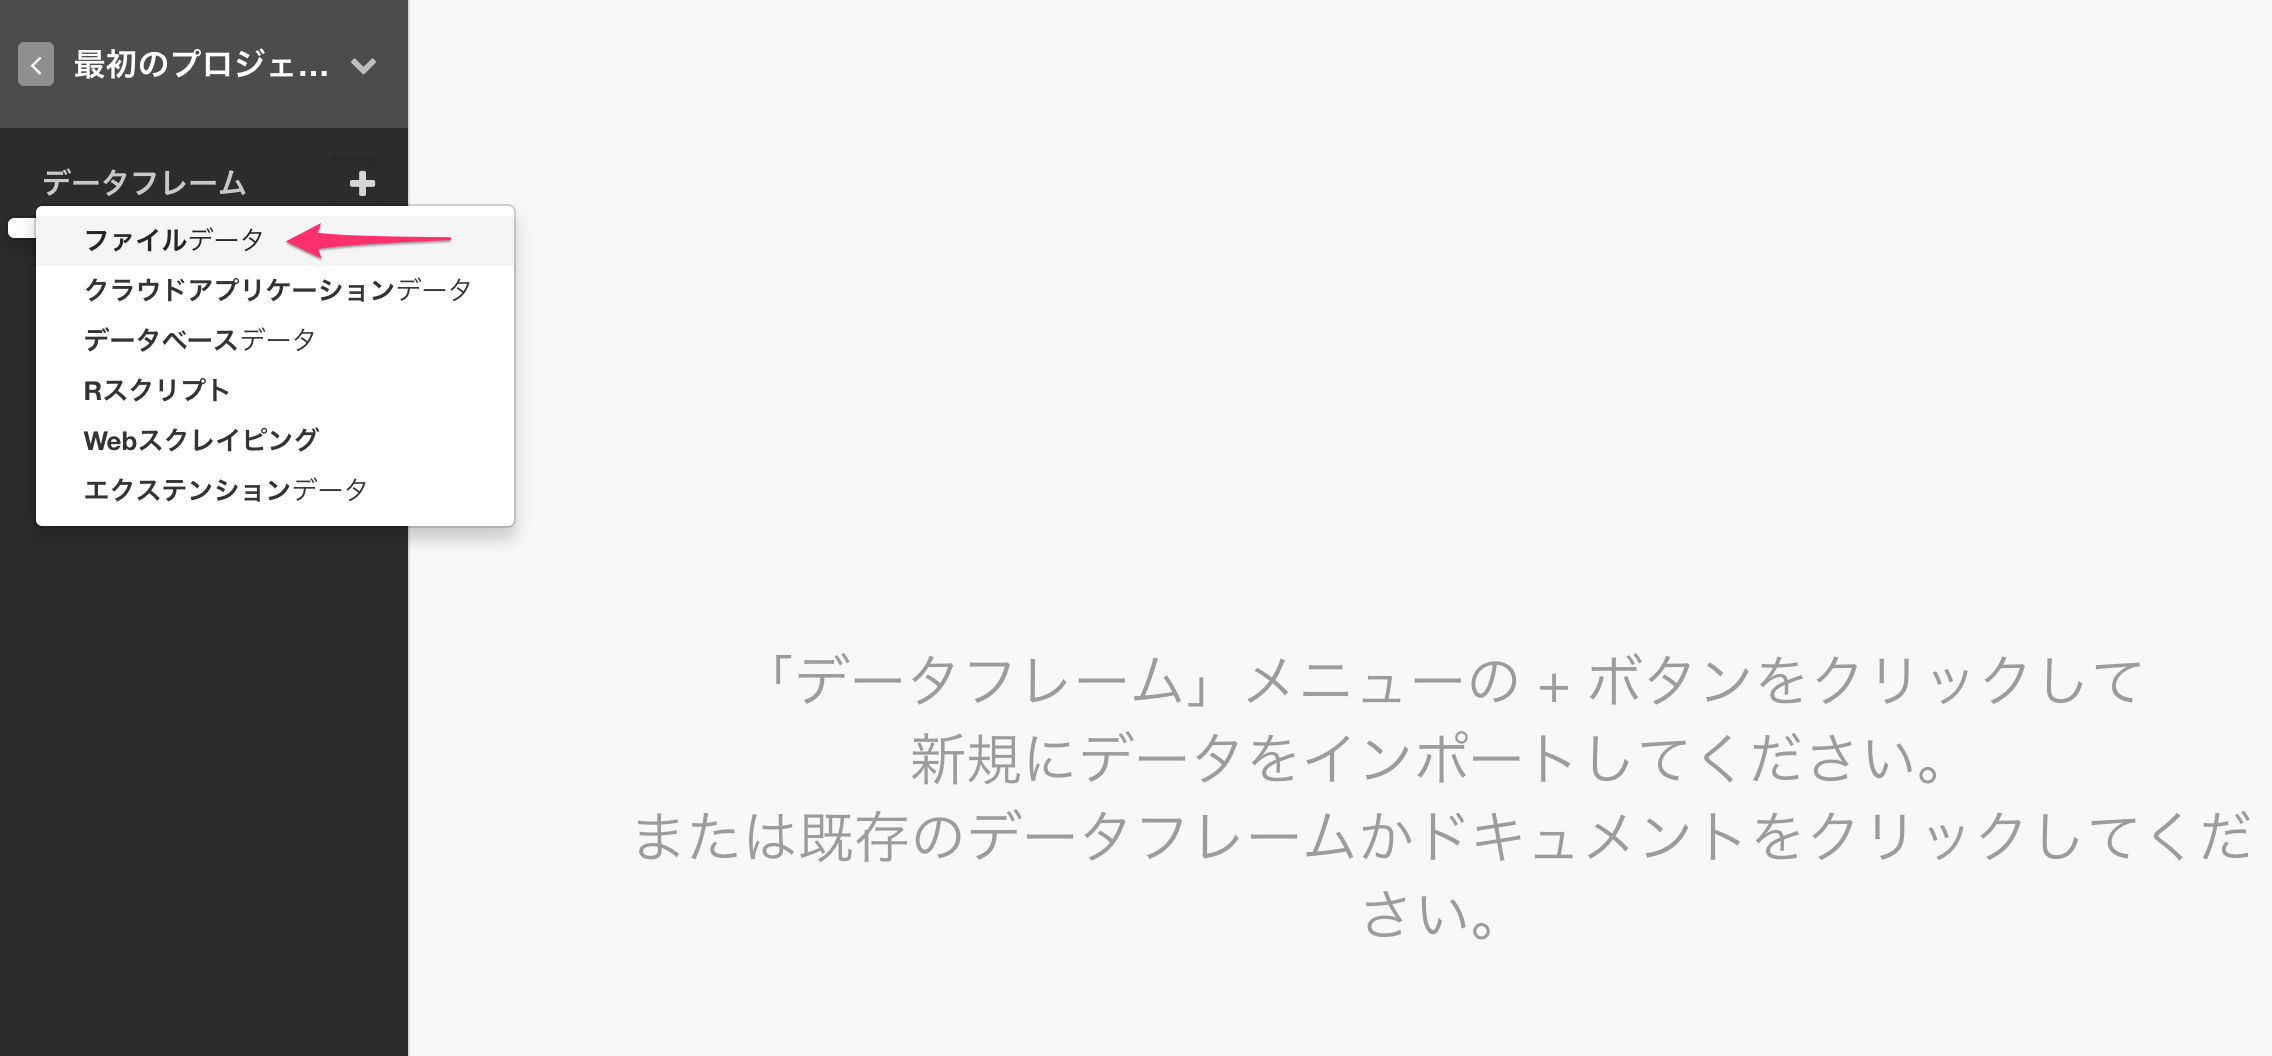 最初のプロジェ...
データフレーム
ファイルデータ
クラウドアプリケーションデータ
データベースデータ
Rスクリプト
Webスクレイピング
エクステンションデータ
「データフレーム」メニューの + ボタンをクリックして
新規にデータをインポートしてください。
または既存のデータフレームかドキュメントをクリックしてくだ
さい。